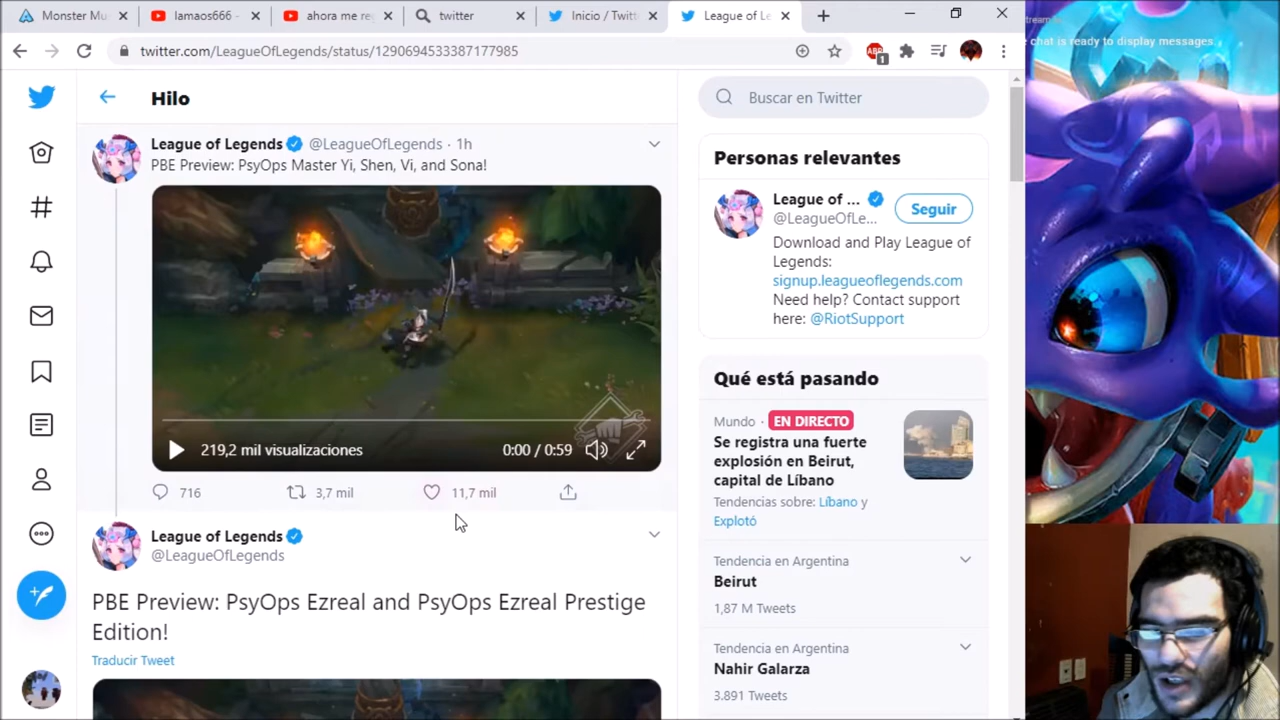 Monster Mu
lamaos666 -
ahora me re
twitter
Inicio / Twitt
League of Le
twitter.com/LeagueOfLegends/status/1290694533387177985
ABP
1
chat is ready to display messages.
Hilo
Buscar en Twitter
League of Legends @LeagueOfLegends · 1h
PBE Preview: PsyOps Master Yi, Shen, Vi, and Sona!
219,2 mil visualizaciones
0:00 / 0:59
716
3,7 mil
11,7 mil
League of Legends
@LeagueOfLegends
PBE Preview: PsyOps Ezreal and PsyOps Ezreal Prestige
Edition!
Traducir Tweet
Personas relevantes
League of ...
@LeagueOfLe...
Seguir
Download and Play League of
Legends:
signup.leagueoflegends.com
Need help? Contact support
here: @RiotSupport
Qué está pasando
Mundo · EN DIRECTO
Se registra una fuerte
explosión en Beirut,
capital de Líbano
Tendencias sobre: Líbano y
Explotó
Tendencia en Argentina
Beirut
1,87 M Tweets
Tendencia en Argentina
Nahir Galarza
3.891 Tweets